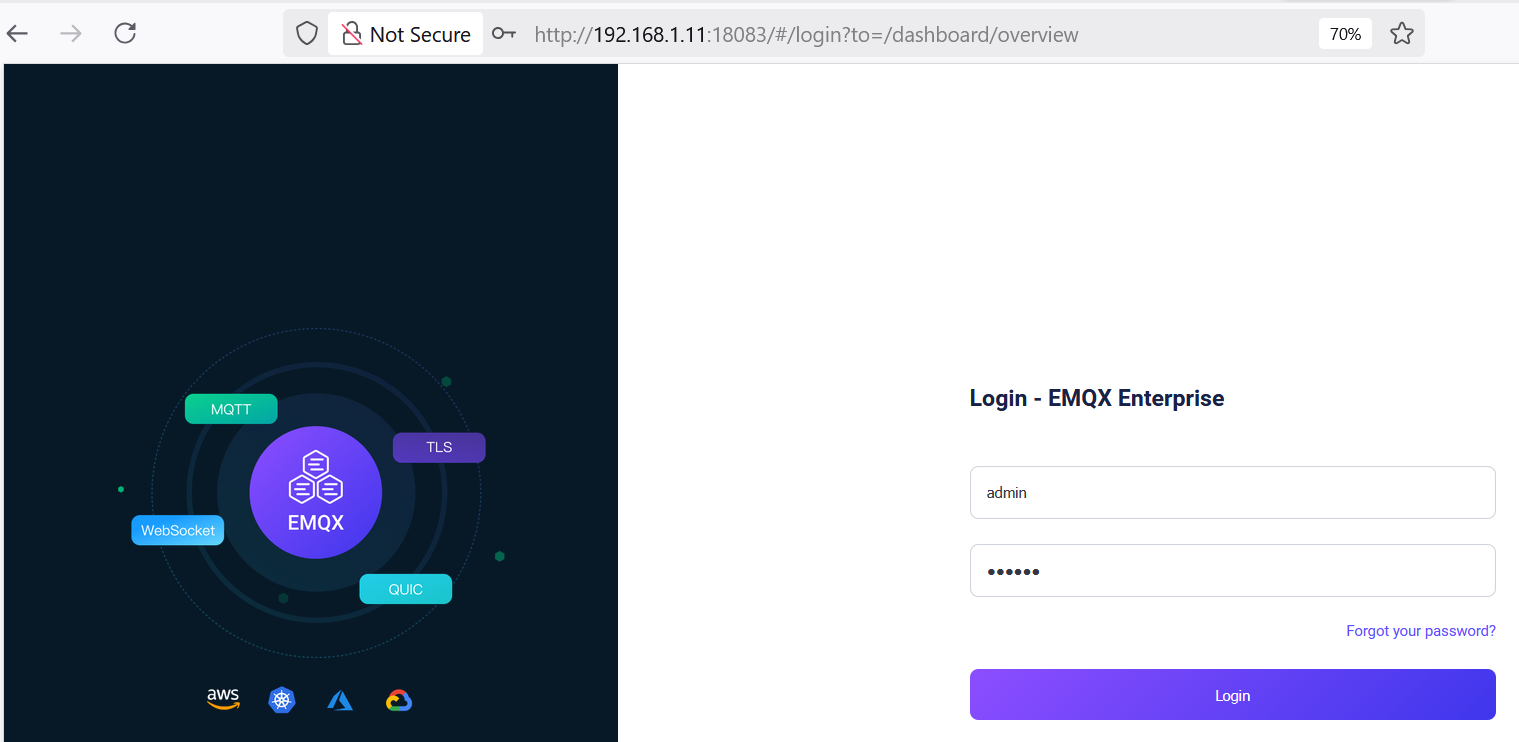 Not Secure http://192.168.1.11:18083/#/login?to=/dashboard/overview 70%
MQTT
TLS
EMQX
WebSocket
QUIC
aws
Login - EMQX Enterprise
admin
••••••
Forgot your password?
Login